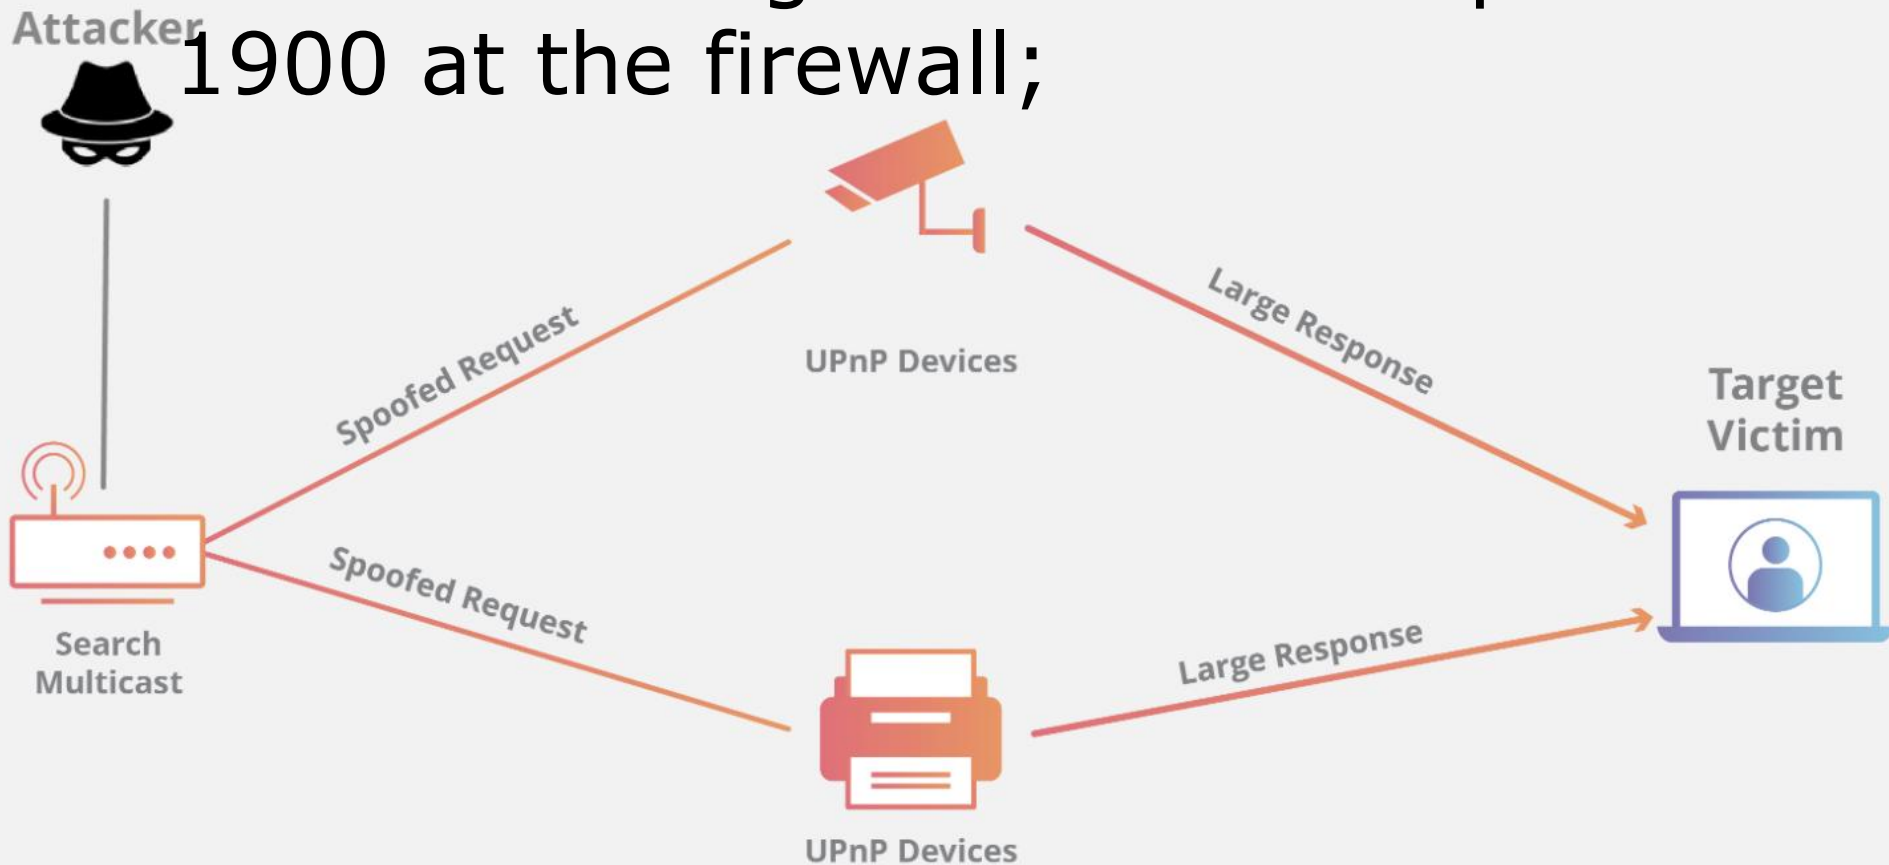 Attacker
1900 at the firewall;
Spoofed Request
Large Response
UPnP Devices
Target
Victim
Spoofed Request
Large Response
Search
Multicast
UPnP Devices